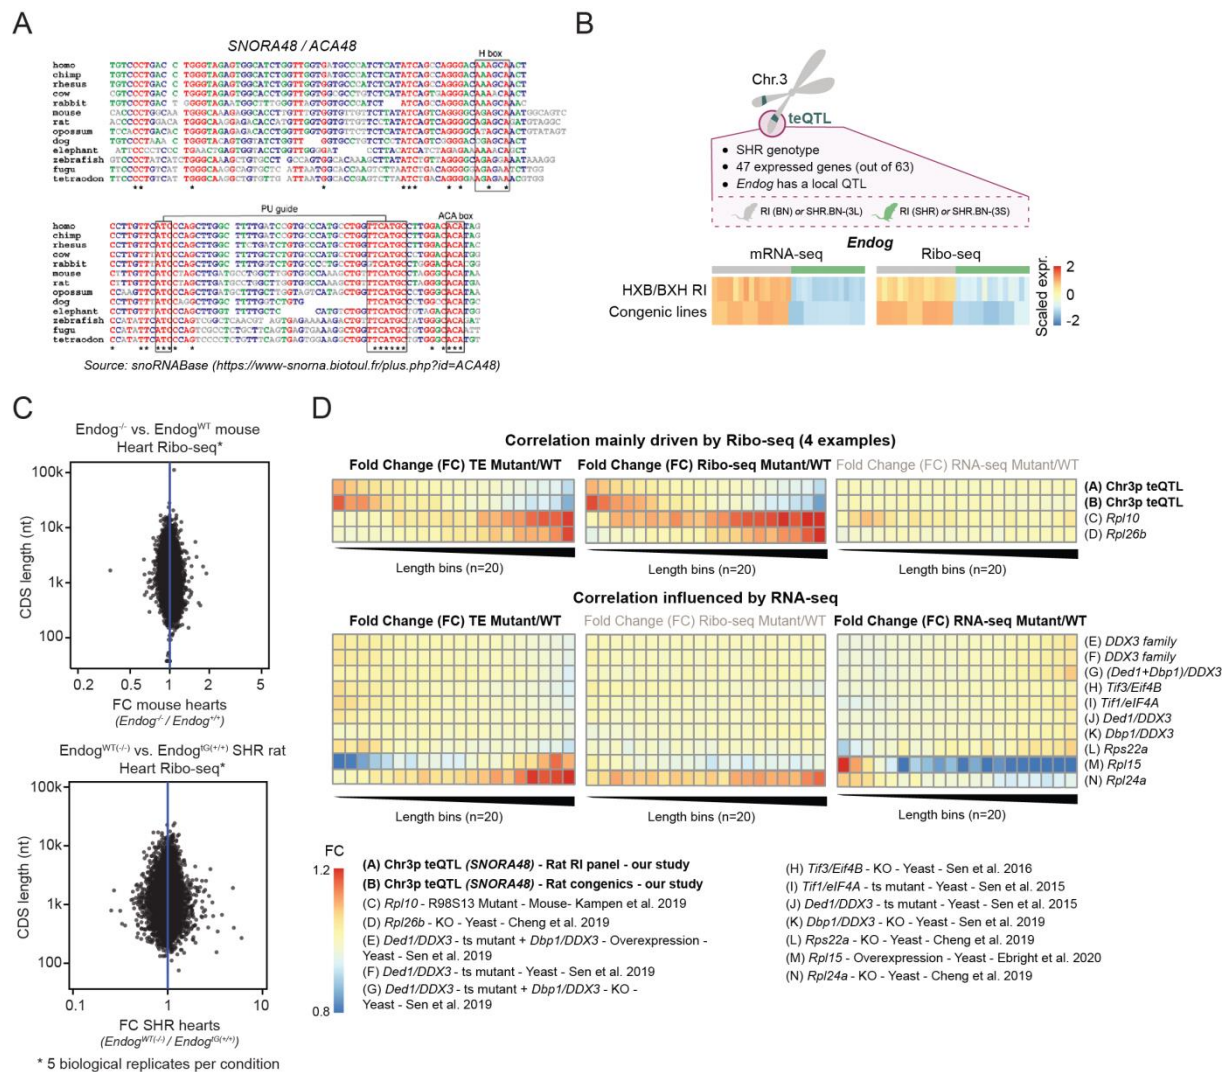 A
SNORA48 / ACA48
H box
homo
chimp
rhesus
cow
rabbit
mouse
rat
opossum
dog
elephant
zebrafish
fugu
tetraodon
PU guide
ACA box
homo
chimp
rhesus
cow
rabbit
mouse
rat
opossum
dog
elephant
zebrafish
fugu
tetraodon
Source: snoRNABase (https://www-snorna.biotoul.fr/plus.php?id=ACA48)
B
Chr.3
teQTL
• SHR genotype
• 47 expressed genes (out of 63)
• Endog has a local QTL
RI (BN) or SHR.BN-(3L)
RI (SHR) or SHR.BN-(3S)
Endog
mRNA-seq
Ribo-seq
HXB/BXH RI
Congenic lines
Scaled expr.
2
0
-2
C
Endog-/- vs. EndogWT mouse
Heart Ribo-seq*
CDS length (nt)
100k
10k
1k
100
0.2 0.5 1 2 5
FC mouse hearts
(Endog-/- / Endog+/+)
EndogWT(-/-) vs. EndogtG(+/+) SHR rat
Heart Ribo-seq*
CDS length (nt)
100k
10k
1k
100
0.1 1 10
FC SHR hearts
(EndogWT(-/-) / EndogtG(+/+))
* 5 biological replicates per condition
D
Correlation mainly driven by Ribo-seq (4 examples)
Fold Change (FC) TE Mutant/WT
Fold Change (FC) Ribo-seq Mutant/WT
Fold Change (FC) RNA-seq Mutant/WT
(A) Chr3p teQTL
(B) Chr3p teQTL
(C) Rpl10
(D) Rpl26b
Length bins (n=20)
Length bins (n=20)
Length bins (n=20)
Correlation influenced by RNA-seq
Fold Change (FC) TE Mutant/WT
Fold Change (FC) Ribo-seq Mutant/WT
Fold Change (FC) RNA-seq Mutant/WT
(E) DDX3 family
(F) DDX3 family
(G) (Ded1+Dbp1)/DDX3
(H) Tif3/Eif4B
(I) Tif1/eIF4A
(J) Ded1/DDX3
(K) Dbp1/DDX3
(L) Rps22a
(M) Rpl15
(N) Rpl24a
Length bins (n=20)
Length bins (n=20)
Length bins (n=20)
FC
1.2
0.8
(A) Chr3p teQTL (SNORA48) - Rat RI panel - our study
(B) Chr3p teQTL (SNORA48) - Rat congenics - our study
(C) Rpl10 - R98S13 Mutant - Mouse- Kampen et al. 2019
(D) Rpl26b - KO - Yeast - Cheng et al. 2019
(E) Ded1/DDX3 - ts mutant + Dbp1/DDX3 - Overexpression -
Yeast - Sen et al. 2019
(F) Ded1/DDX3 - ts mutant - Yeast - Sen et al. 2019
(G) Ded1/DDX3 - ts mutant + Dbp1/DDX3 - KO -
Yeast - Sen et al. 2019
(H) Tif3/Eif4B - KO - Yeast - Sen et al. 2016
(I) Tif1/eIF4A - ts mutant - Yeast - Sen et al. 2015
(J) Ded1/DDX3 - ts mutant - Yeast - Sen et al. 2015
(K) Dbp1/DDX3 - KO - Yeast - Sen et al. 2019
(L) Rps22a - KO - Yeast - Cheng et al. 2019
(M) Rpl15 - Overexpression - Yeast - Ebright et al. 2020
(N) Rpl24a - KO - Yeast - Cheng et al. 2019